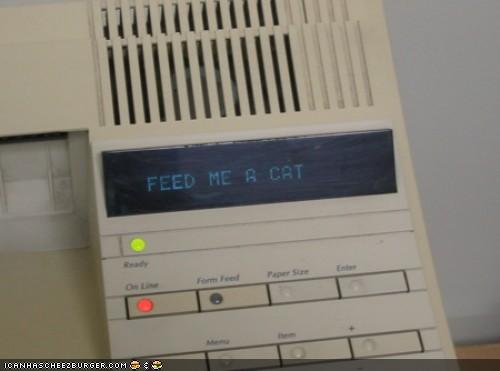 FEED ME A CAT
Ready
On Line
Form Feed
Paper Size
Enter
Menu
Item
+
ICANHASCHEEZBURGER.COM